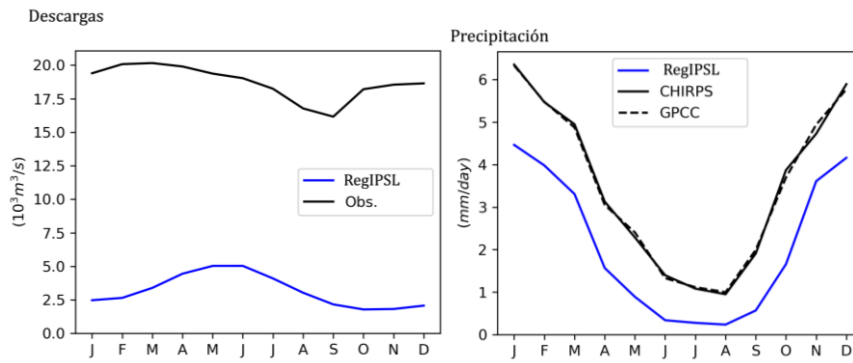 Descargas
20.0
17.5
15.0
12.5
10.0
7.5
5.0
2.5
0.0
(10³m³/s)
RegIPSL
Obs.
J F M A M J J A S O N D
Precipitación
6
5
4
3
2
1
0
(mm/day)
RegIPSL
CHIRPS
GPCC
J F M A M J J A S O N D